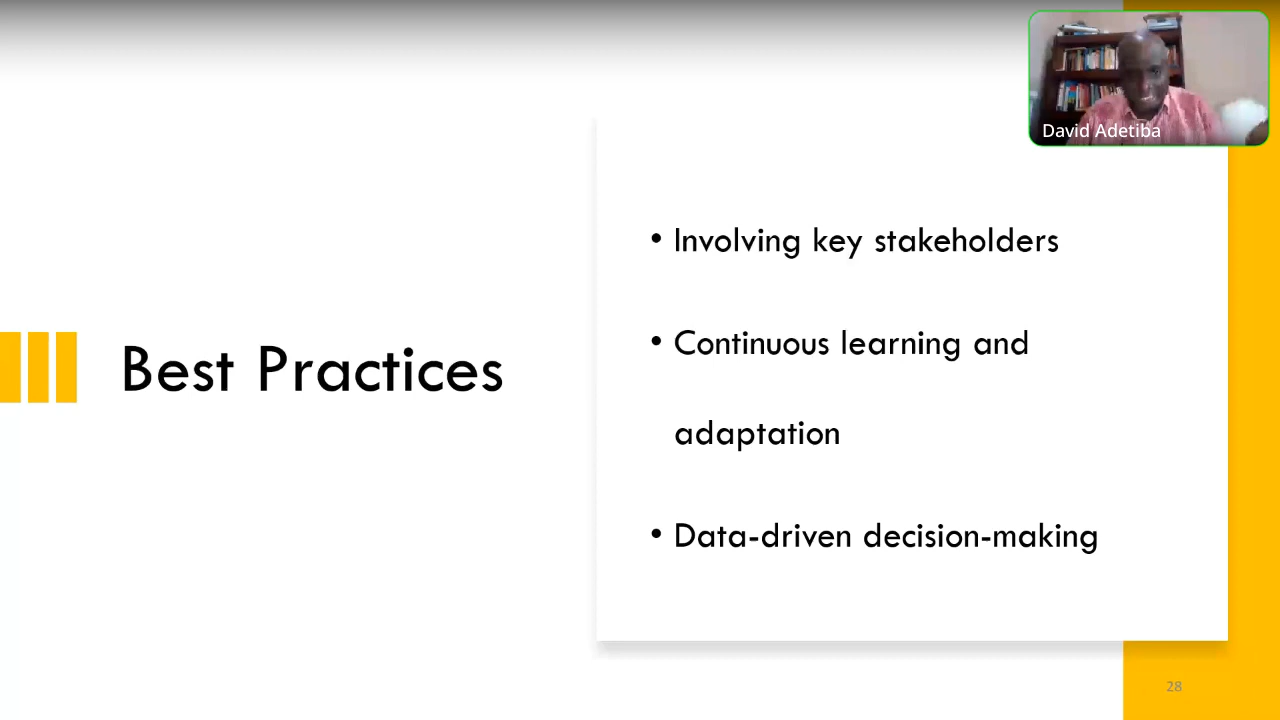 David Adetiba
Best Practices
• Involving key stakeholders
• Continuous learning and
adaptation
• Data-driven decision-making
28